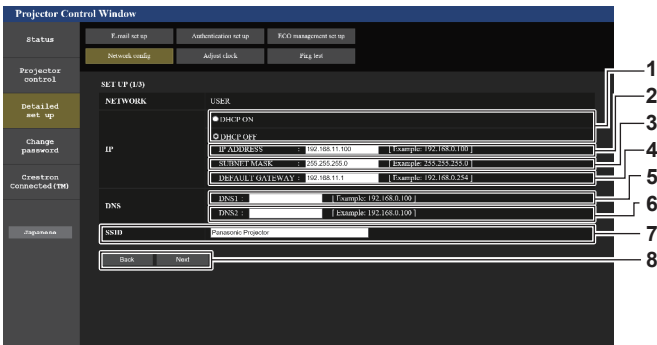 Projector Control Window
Status
Projector control
Detailed set up
Change password
Crestron Connected(TM)
Japanese
E-mail set up
Authentication set up
ECO management set up
Network config
Adjust clock
Ping test
SET UP (1/3)
NETWORK USER
IP
DHCP ON
DHCP OFF
IP ADDRESS : 192.168.11.100 [ Example: 192.168.0.100 ]
SUBNET MASK : 255.255.255.0 [ Example: 255.255.255.0 ]
DEFAULT GATEWAY : 192.168.11.1 [ Example: 192.168.0.254 ]
DNS
DNS1 : [ Example: 192.168.0.100 ]
DNS2 : [ Example: 192.168.0.100 ]
SSID Panasonic Projector
Back Next
1
2
3
4
5
6
7
8